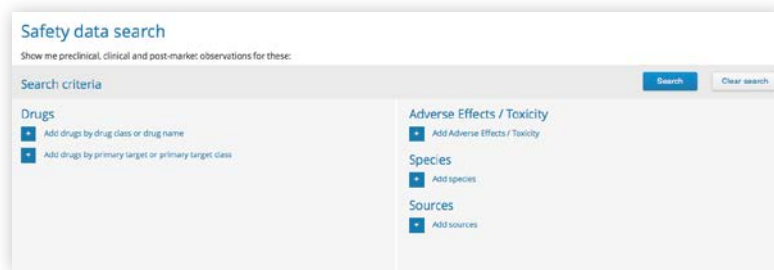 Safety data search
Show me preclinical, clinical and post-market observations for these:
Search criteria
Search
Clear search
Drugs
+ Add drugs by drug class or drug name
+ Add drugs by primary target or primary target class
Adverse Effects / Toxicity
+ Add Adverse Effects / Toxicity
Species
+ Add species
Sources
+ Add sources